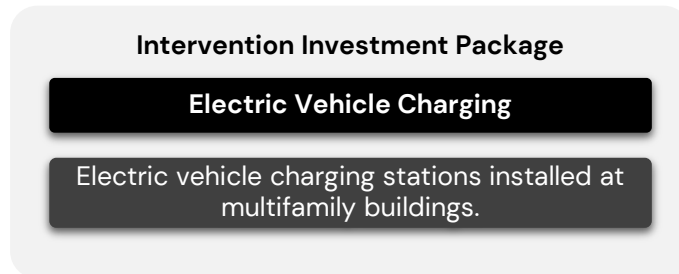 Intervention Investment Package
Electric Vehicle Charging
Electric vehicle charging stations installed at
multifamily buildings.